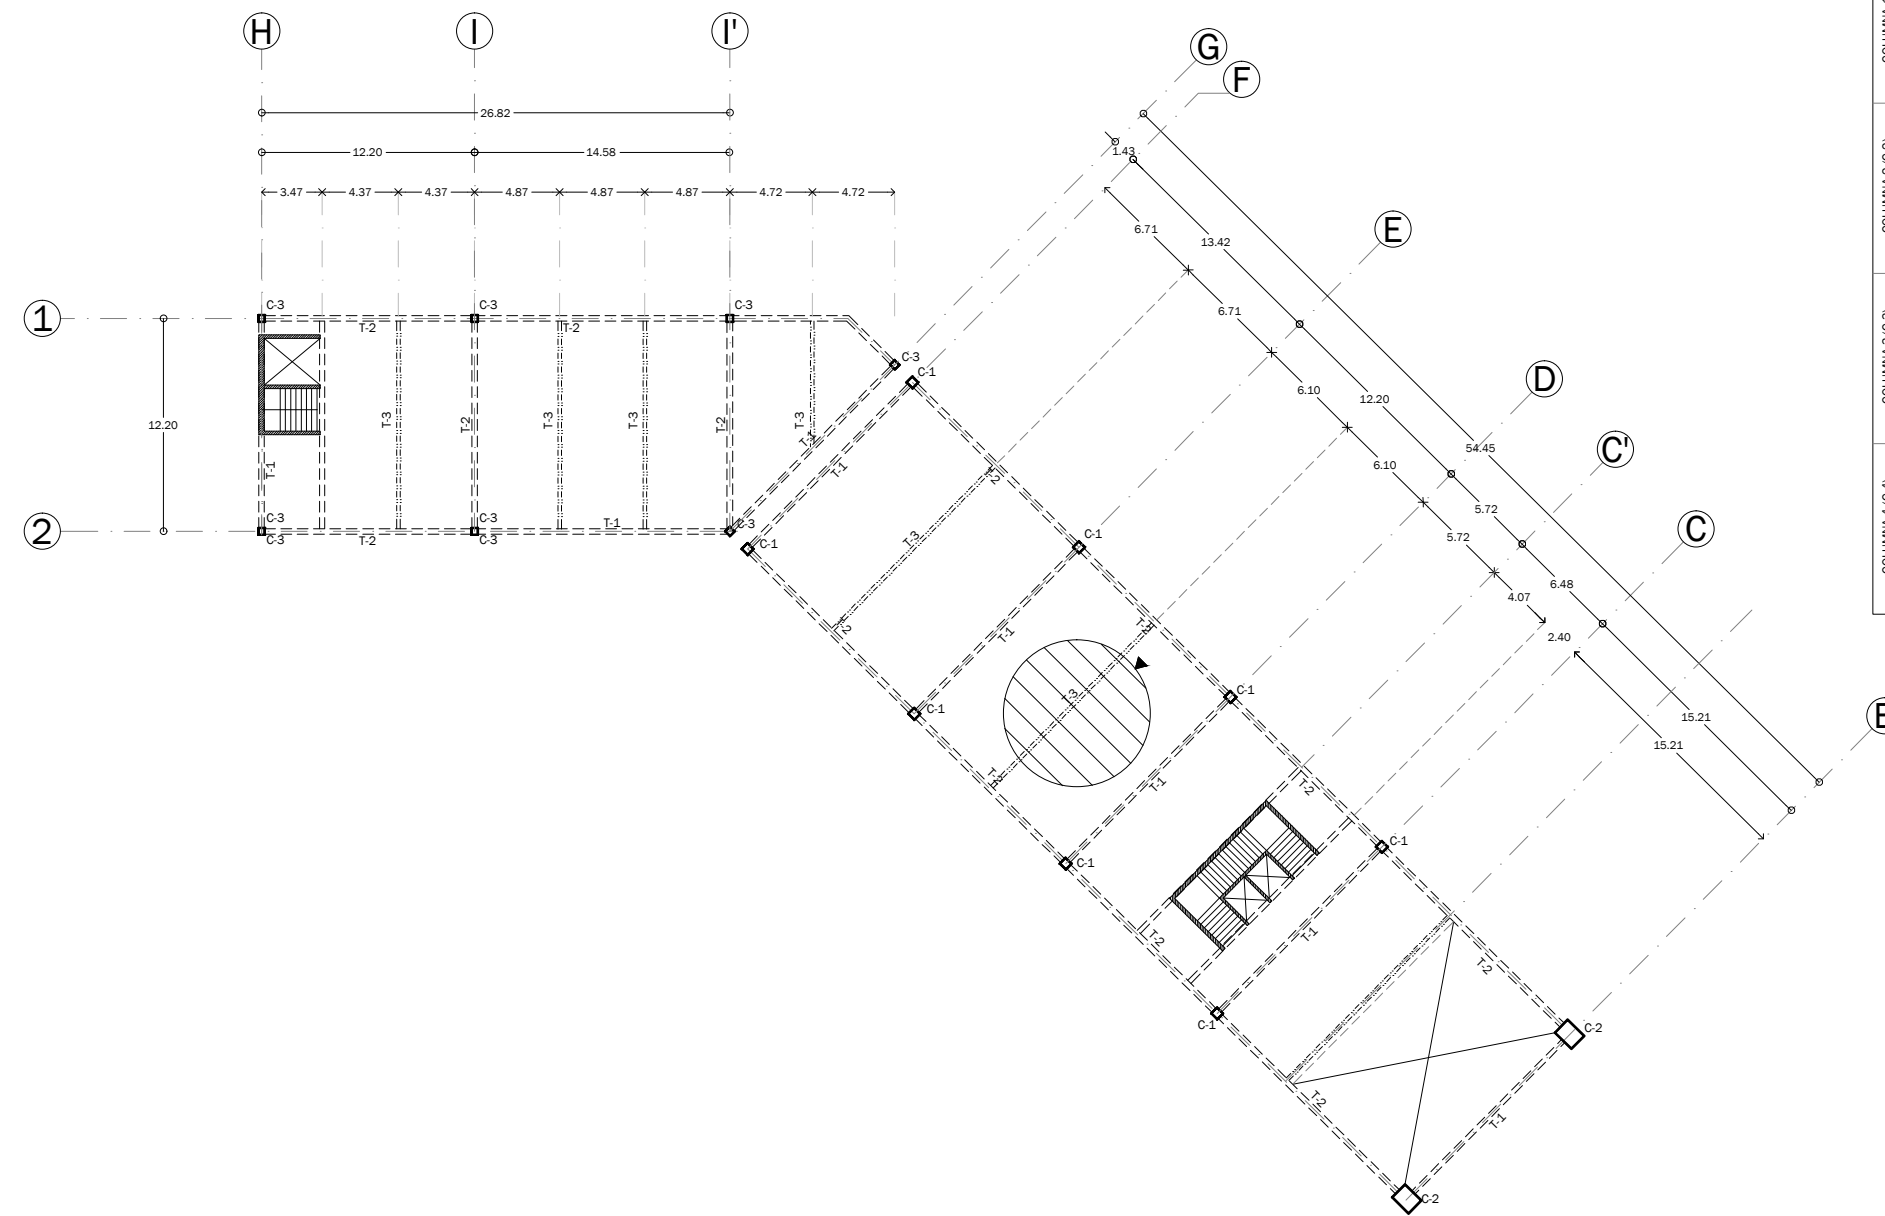 H
I
I'
G
F
26.82
12.20
14.58
1.43
3.47
4.37
4.37
4.87
4.87
4.87
4.72
4.72
6.71
13.42
E
6.71
6.10
12.20
D
6.10
5.72
54.45
C'
5.72
6.48
4.07
2.40
C
15.21
15.21
1
C-3
C-3
C-3
T-2
T-2
C-3
C-1
12.20
T-3
T-2
T-3
T-3
T-2
T-3
T-1
T-1
T-1
T-2
2
C-3
C-3
T-1
C-3
C-3
T-2
C-3
C-1
T-3
C-1
T-2
T-1
T-3
C-1
C-1
T-1
C-1
T-2
C-1
T-2
T-1
T-2
C-1
C-2
T-2
T-1
C-2